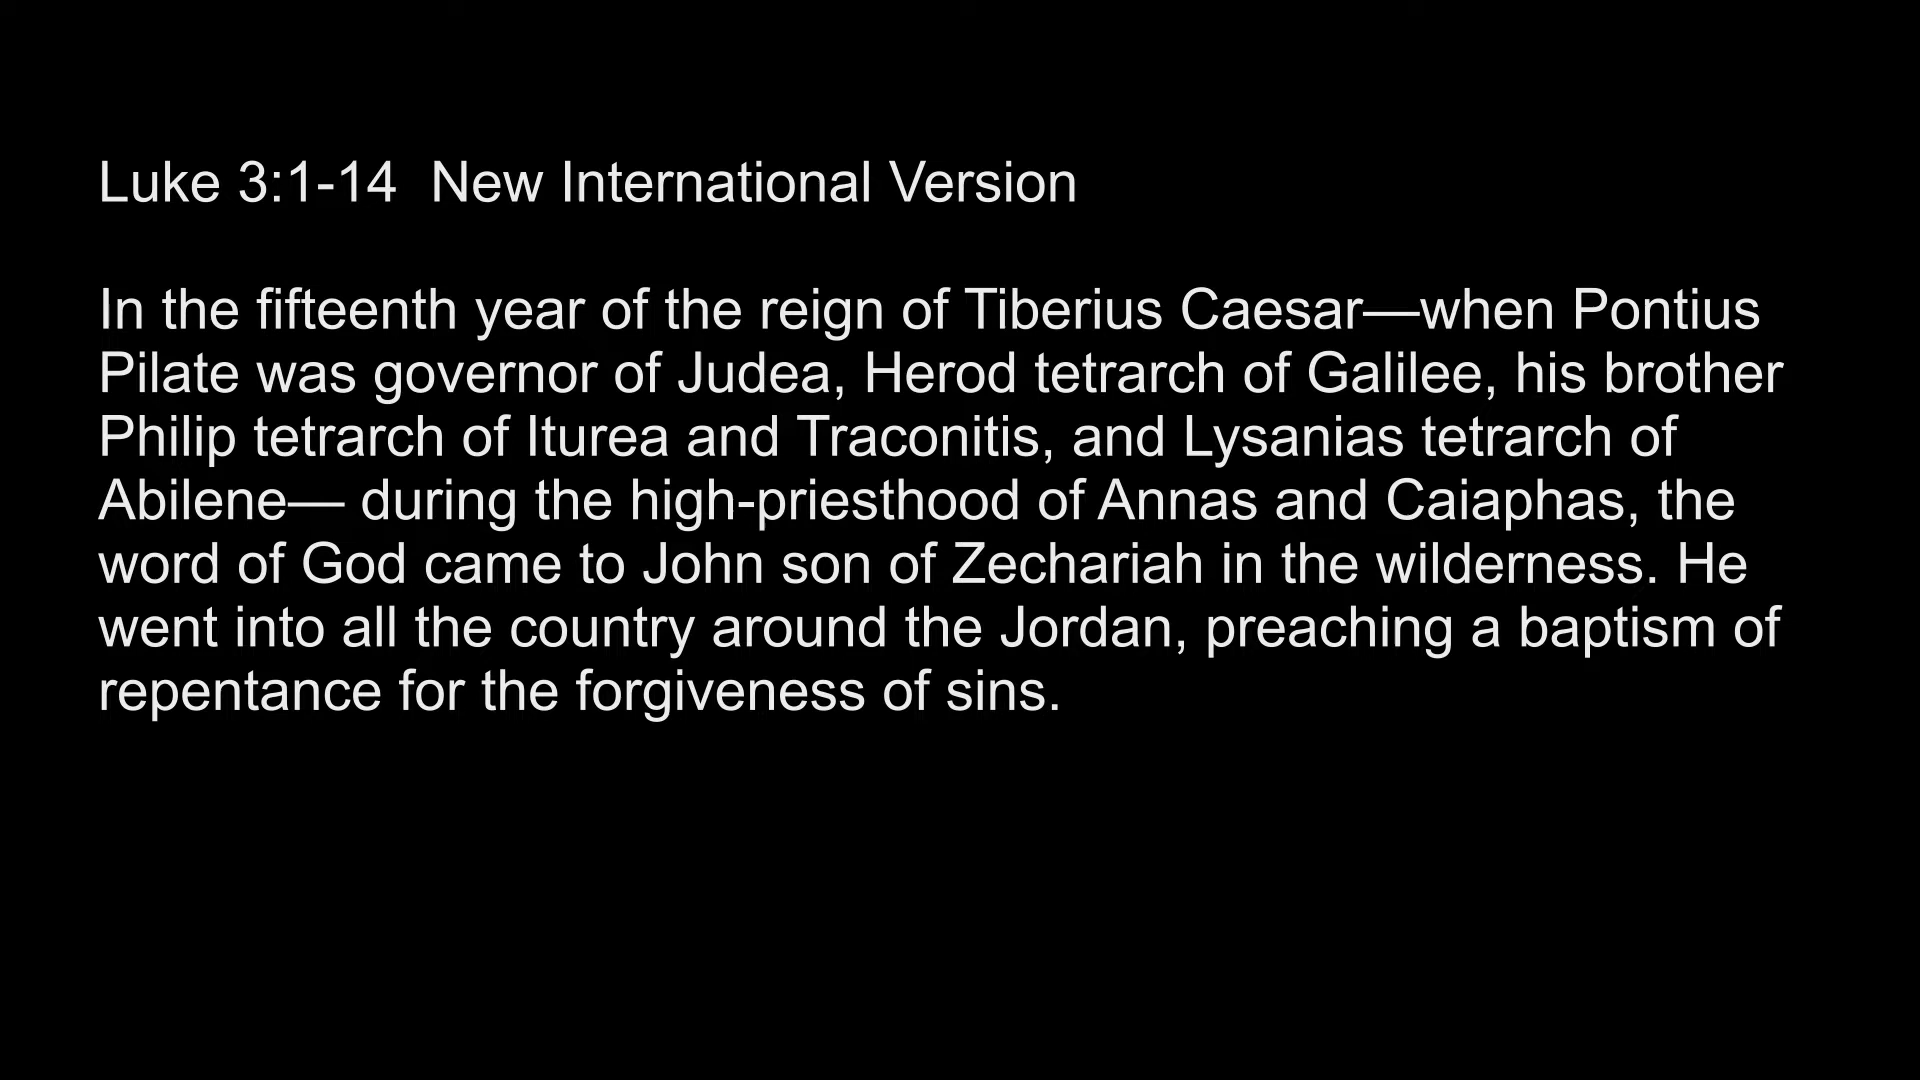 Luke 3:1-14  New International Version
In the fifteenth year of the reign of Tiberius Caesar—when Pontius
Pilate was governor of Judea, Herod tetrarch of Galilee, his brother
Philip tetrarch of Iturea and Traconitis, and Lysanias tetrarch of
Abilene— during the high-priesthood of Annas and Caiaphas, the
word of God came to John son of Zechariah in the wilderness. He
went into all the country around the Jordan, preaching a baptism of
repentance for the forgiveness of sins.